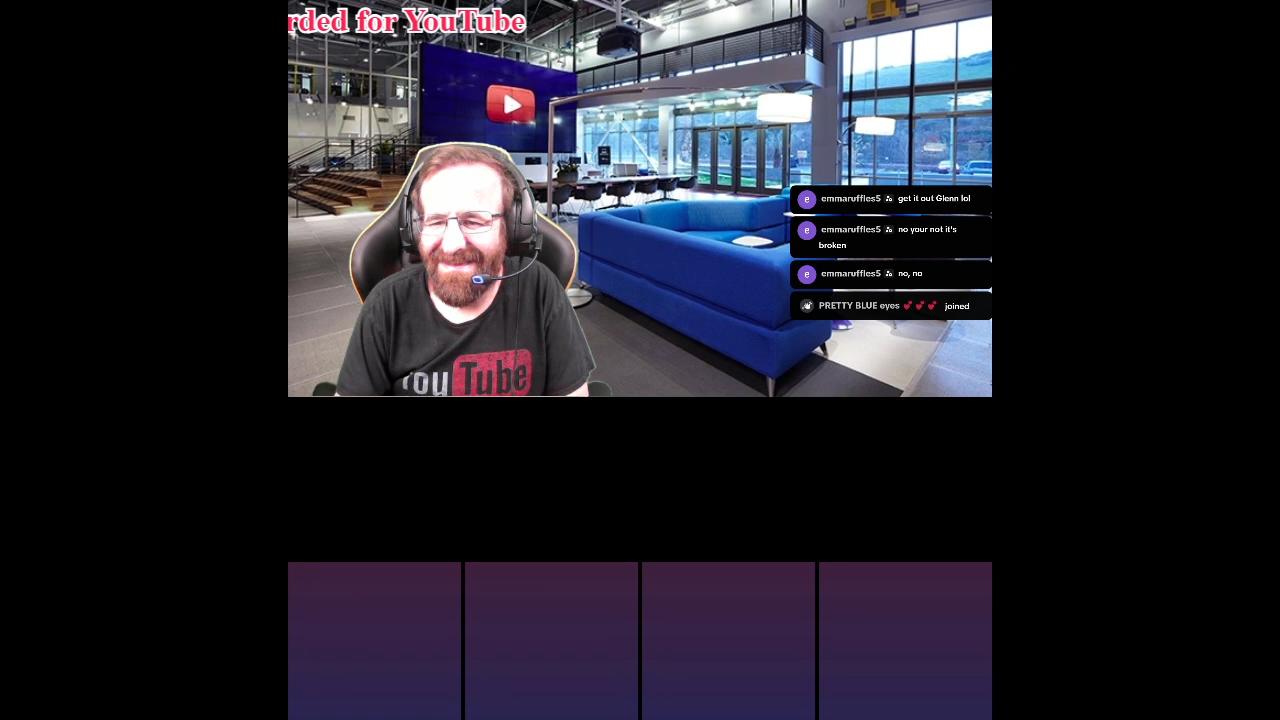 rded for YouTube
emmaruffles5 get it out Glenn lol
emmaruffles5 no your not it's
broken
emmaruffles5 no, no
PRETTY BLUE eyes 💕 💕 💕 joined
You Tube